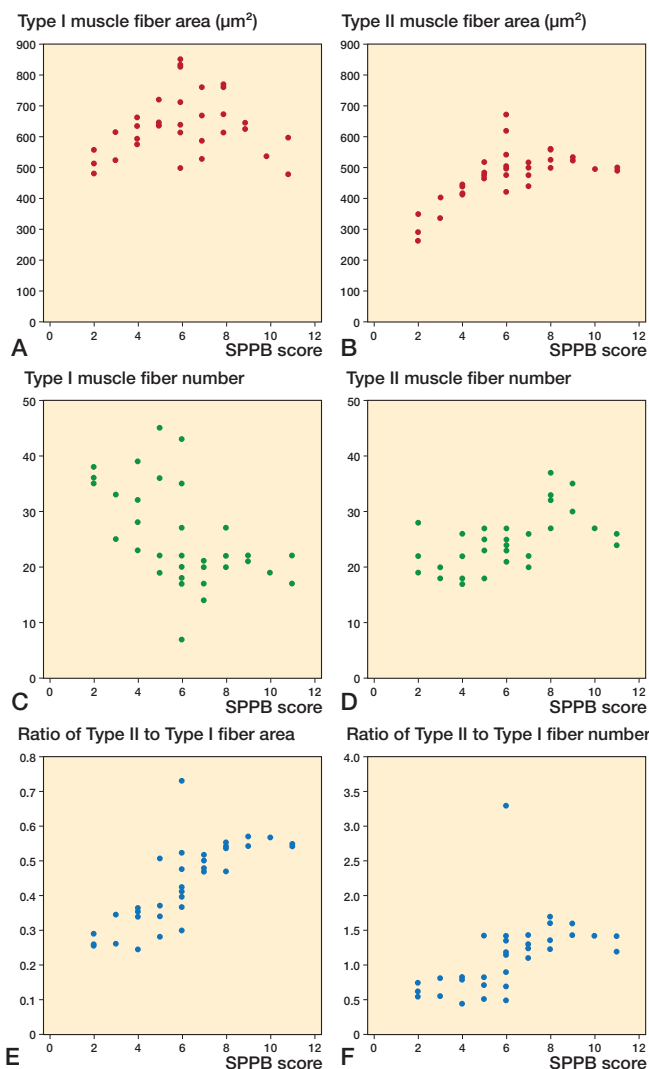 Type I muscle fiber area (µm²)
Type II muscle fiber area (µm²)
900
800
700
600
500
400
300
200
100
0
0 2 4 6 8 10 12
A
SPPB score
900
800
700
600
500
400
300
200
100
0
0 2 4 6 8 10 12
B
SPPB score
Type I muscle fiber number
Type II muscle fiber number
50
40
30
20
10
0
0 2 4 6 8 10 12
C
SPPB score
50
40
30
20
10
0
0 2 4 6 8 10 12
D
SPPB score
Ratio of Type II to Type I fiber area
Ratio of Type II to Type I fiber number
0.8
0.7
0.6
0.5
0.4
0.3
0.2
0.1
0
0 2 4 6 8 10 12
E
SPPB score
4.0
3.5
3.0
2.5
2.0
1.5
1.0
0.5
0
0 2 4 6 8 10 12
F
SPPB score